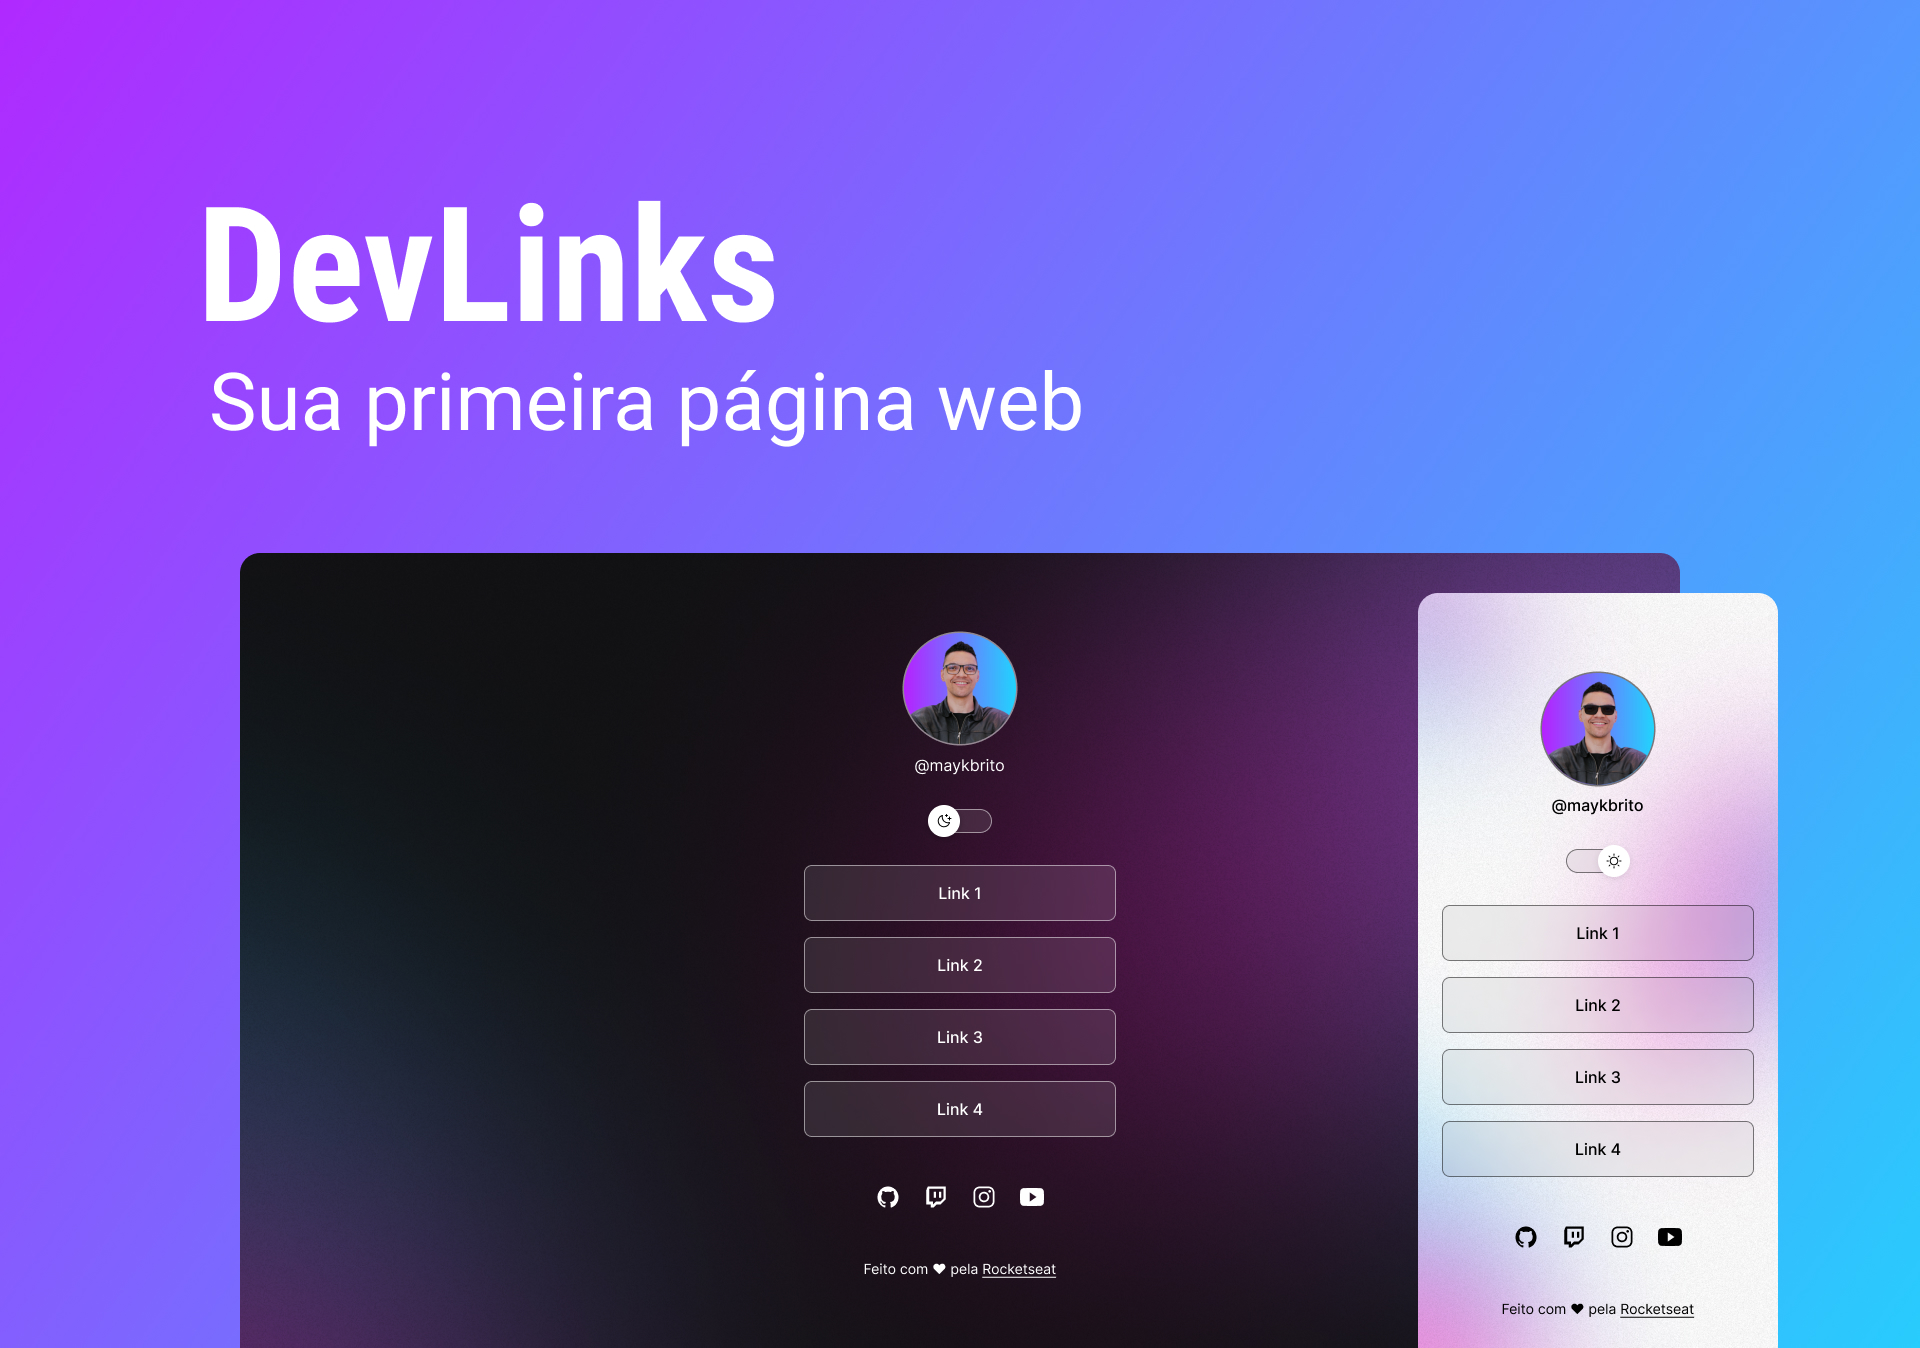 DevLinks
Sua primeira página web
@maykbrito
Link 1
Link 2
Link 3
Link 4
Feito com ♥ pela Rocketseat
@maykbrito
Link 1
Link 2
Link 3
Link 4
Feito com ♥ pela Rocketseat